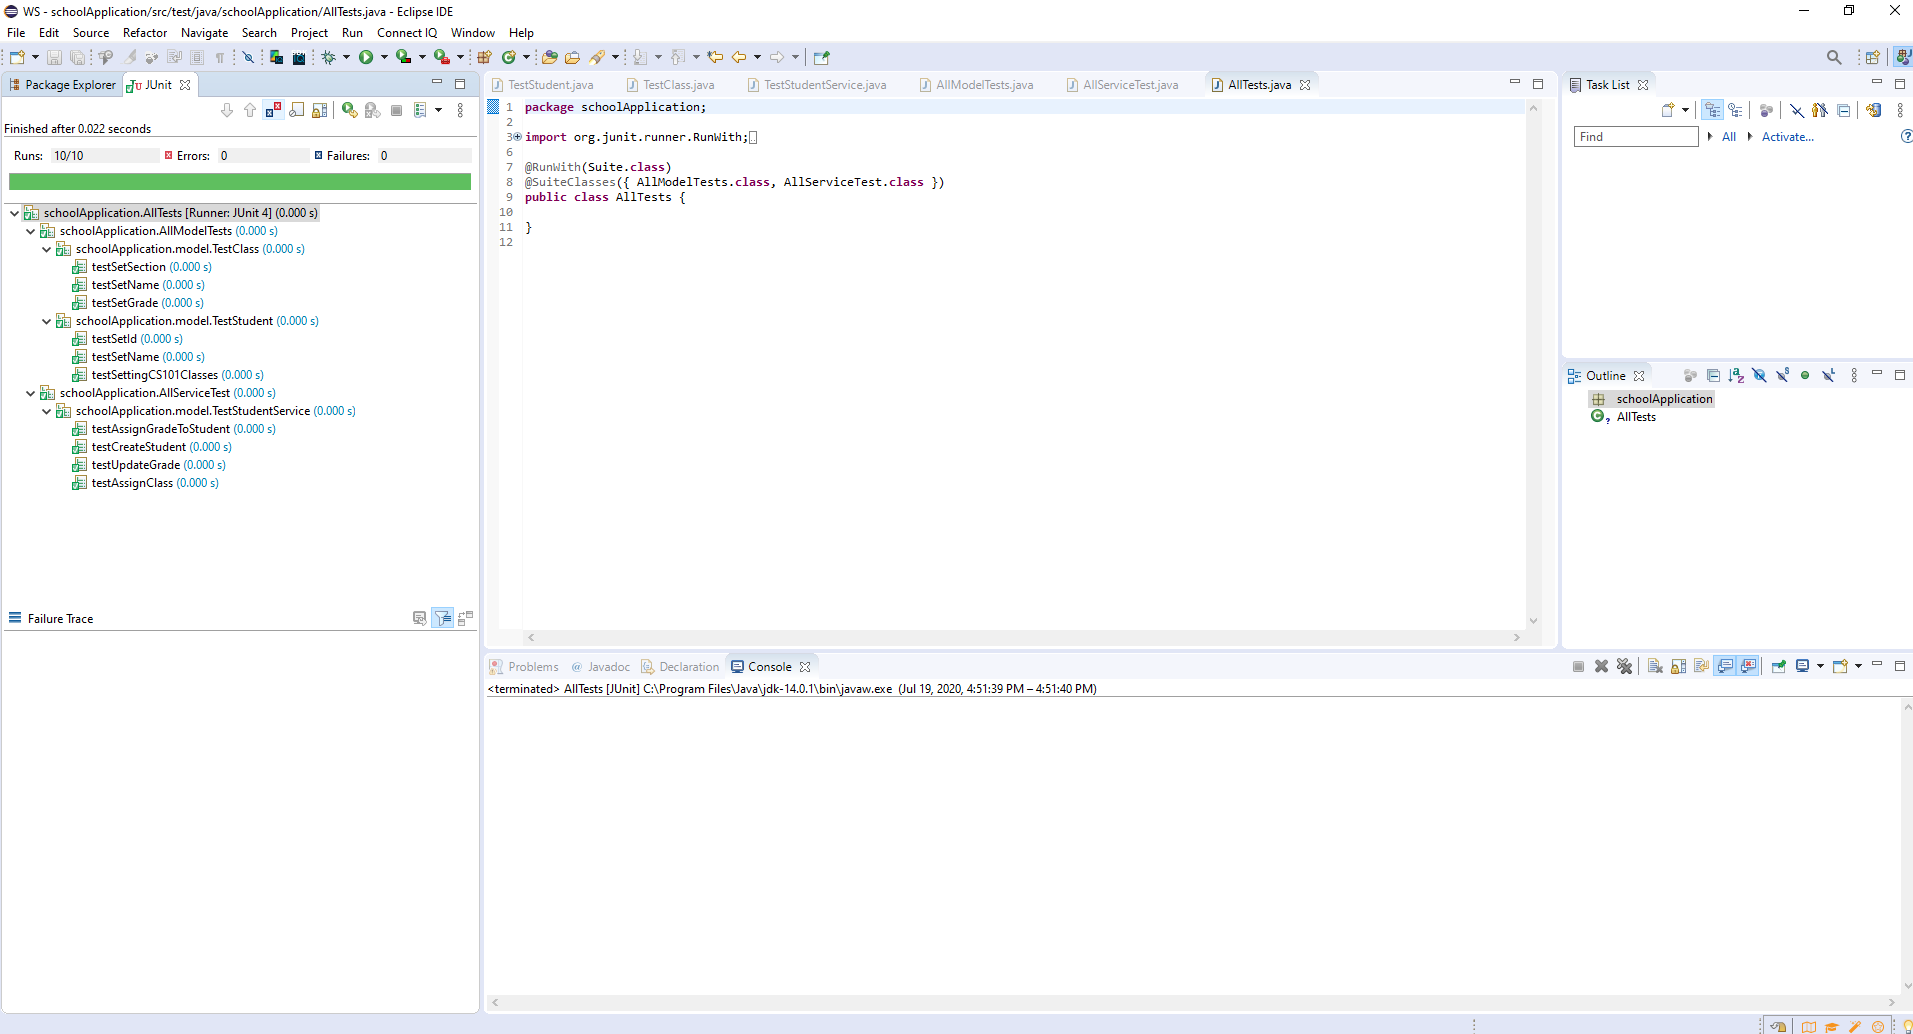 WS - schoolApplication/src/test/java/schoolApplication/AllTests.java - Eclipse IDE
File Edit Source Refactor Navigate Search Project Run Connect IQ Window Help
Package Explorer JUnit
Finished after 0.022 seconds
Runs: 10/10 Errors: 0 Failures: 0
schoolApplication.AllTests [Runner: JUnit 4] (0.000 s)
schoolApplication.AllModelTests (0.000 s)
schoolApplication.model.TestClass (0.000 s)
testSetSection (0.000 s)
testSetName (0.000 s)
testSetGrade (0.000 s)
schoolApplication.model.TestStudent (0.000 s)
testSetId (0.000 s)
testSetName (0.000 s)
testSettingCS101Classes (0.000 s)
schoolApplication.AllServiceTest (0.000 s)
schoolApplication.model.TestStudentService (0.000 s)
testAssignGradeToStudent (0.000 s)
testCreateStudent (0.000 s)
testUpdateGrade (0.000 s)
testAssignClass (0.000 s)
Failure Trace
TestStudent.java TestClass.java TestStudentService.java AllModelTests.java AllServiceTest.java AllTests.java
1 package schoolApplication;
2
3 import org.junit.runner.RunWith;
6
7 @RunWith(Suite.class)
8 @SuiteClasses({ AllModelTests.class, AllServiceTest.class })
9 public class AllTests {
10
11 }
12
Task List
Find All Activate...
Outline
schoolApplication
AllTests
Problems @ Javadoc Declaration Console
<terminated> AllTests [JUnit] C:\Program Files\Java\jdk-14.0.1\bin\javaw.exe (Jul 19, 2020, 4:51:39 PM – 4:51:40 PM)